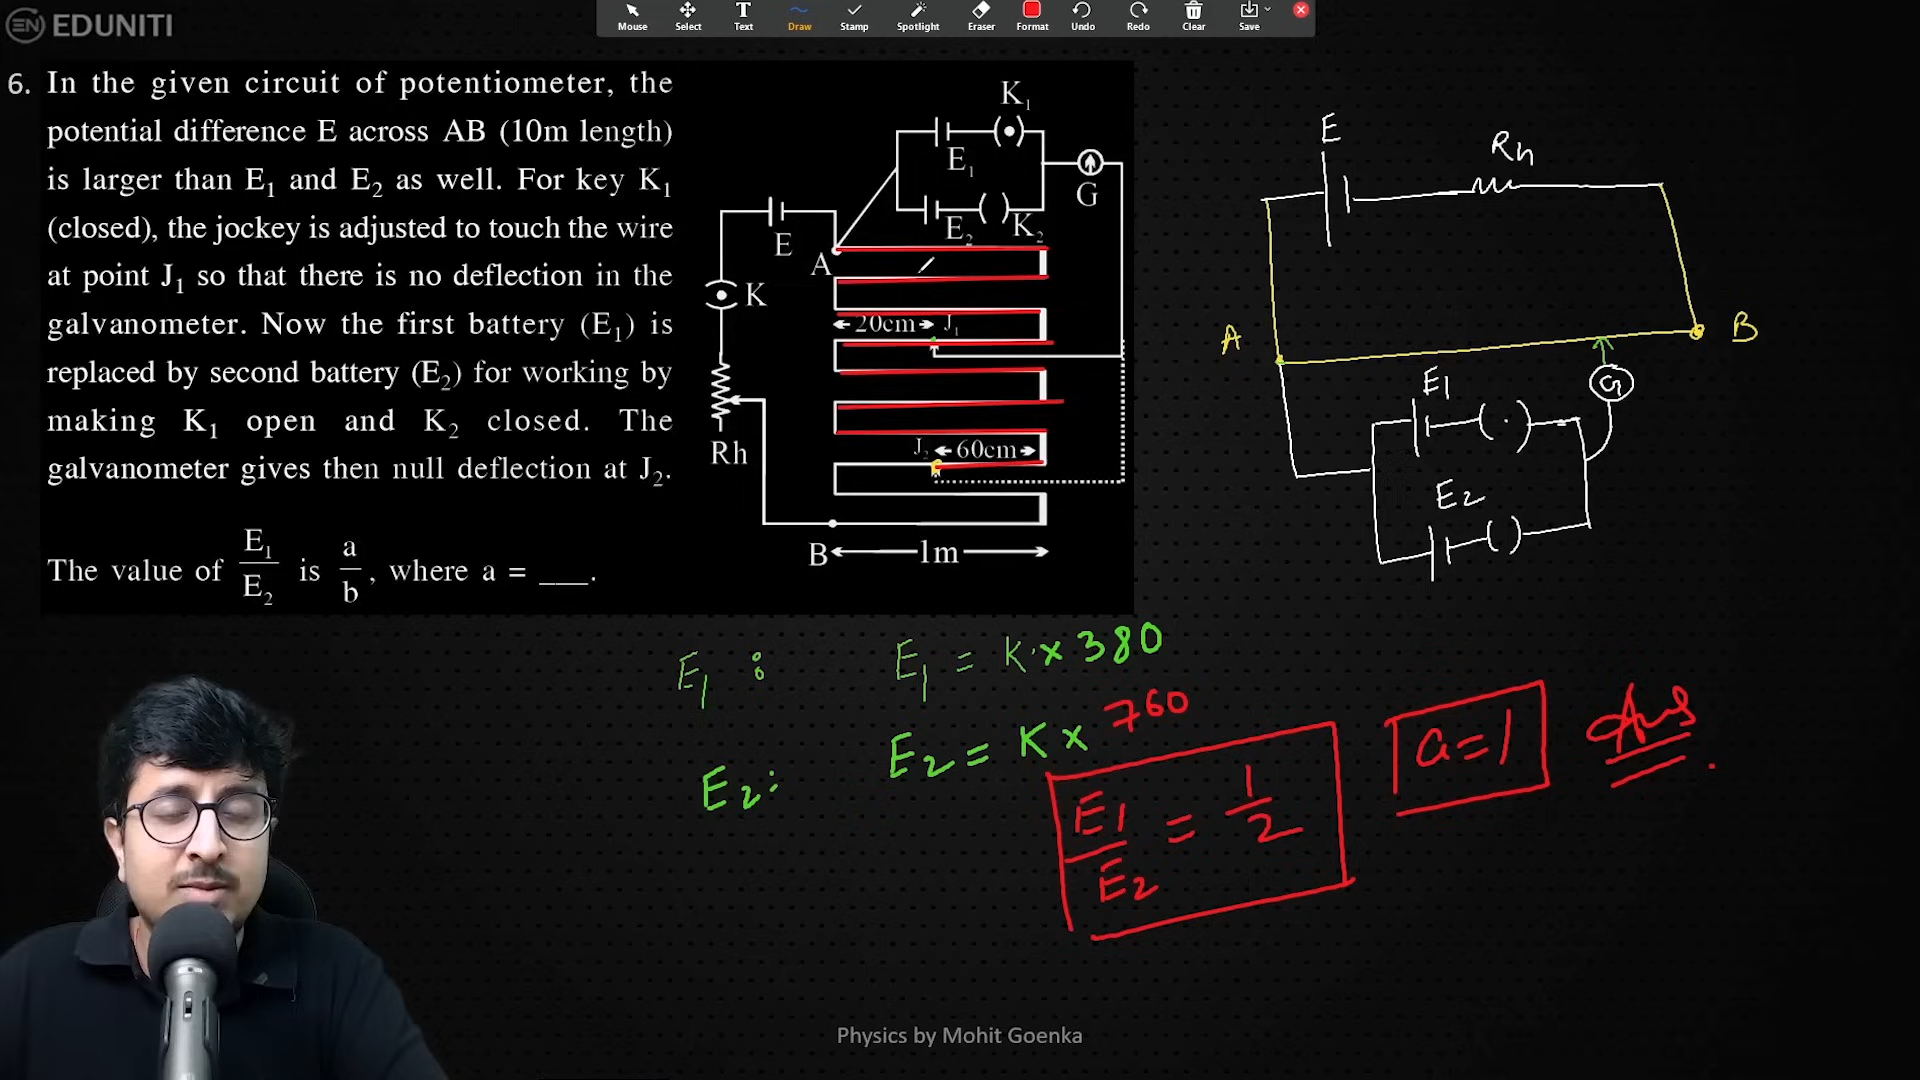 EN EDUNITI
Mouse Select Text Draw Stamp Spotlight Eraser Format Undo Redo Clear Save
6. In the given circuit of potentiometer, the
potential difference E across AB (10m length)
is larger than E₁ and E₂ as well. For key K₁
(closed), the jockey is adjusted to touch the wire
at point J₁ so that there is no deflection in the
galvanometer. Now the first battery (E₁) is
replaced by second battery (E₂) for working by
making K₁ open and K₂ closed. The
galvanometer gives then null deflection at J₂.
The value of E₁/E₂ is a/b, where a = ___.
K₁
E₁
G
E₂ K₂
E
A
K
20cm J₁
Rh
J₂ 60cm
B 1m
E Rh
A B
E₁ G
E₂
E₁ : E₁ = K × 380
E₂ : E₂ = K × 760
E₁/E₂ = 1/2
a = 1 Ans
Physics by Mohit Goenka